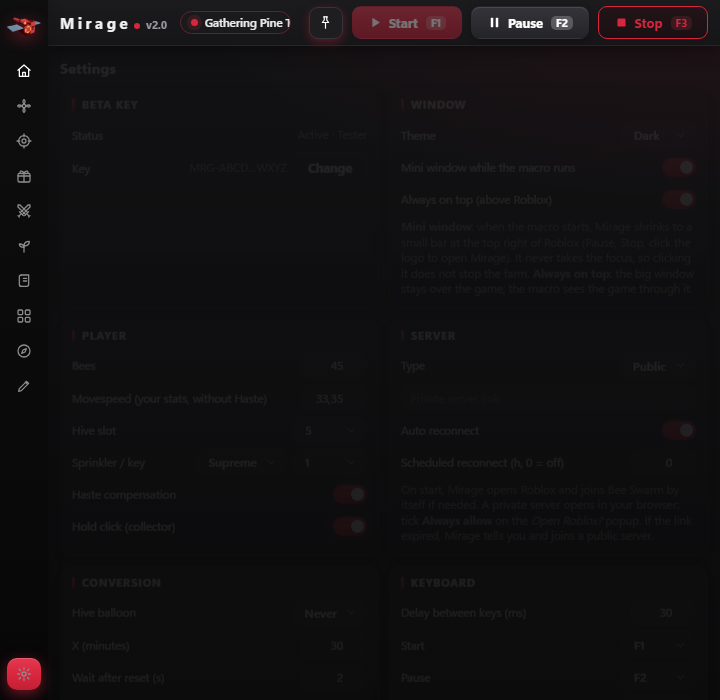 Mirage v2.0 Gathering Pine T Start F1 Pause F2 Stop F3
Settings
BETA KEY
Status Active · Tester
Key MRG-ABCD...WXYZ Change
WINDOW
Theme Dark
Mini window while the macro runs
Always on top (above Roblox)
Mini window: when the macro starts, Mirage shrinks to a
small bar at the top right of Roblox (Pause, Stop, click the
logo to open Mirage). It never takes the focus, so clicking
it does not stop the farm. Always on top: the big window
stays over the game; the macro sees the game through it.
PLAYER
Bees 45
Movespeed (your stats, without Haste) 33,35
Hive slot 5
Sprinkler / key Supreme 1
Haste compensation
Hold click (collector)
SERVER
Type Public
Private server link
Auto reconnect
Scheduled reconnect (h, 0 = off) 0
On start, Mirage opens Roblox and joins Bee Swarm by
itself if needed. A private server opens in your browser:
tick Always allow on the Open Roblox? popup. If the link
expired, Mirage tells you and joins a public server.
CONVERSION
Hive balloon Never
X (minutes) 30
Wait after reset (s) 2
KEYBOARD
Delay between keys (ms) 30
Start F1
Pause F2